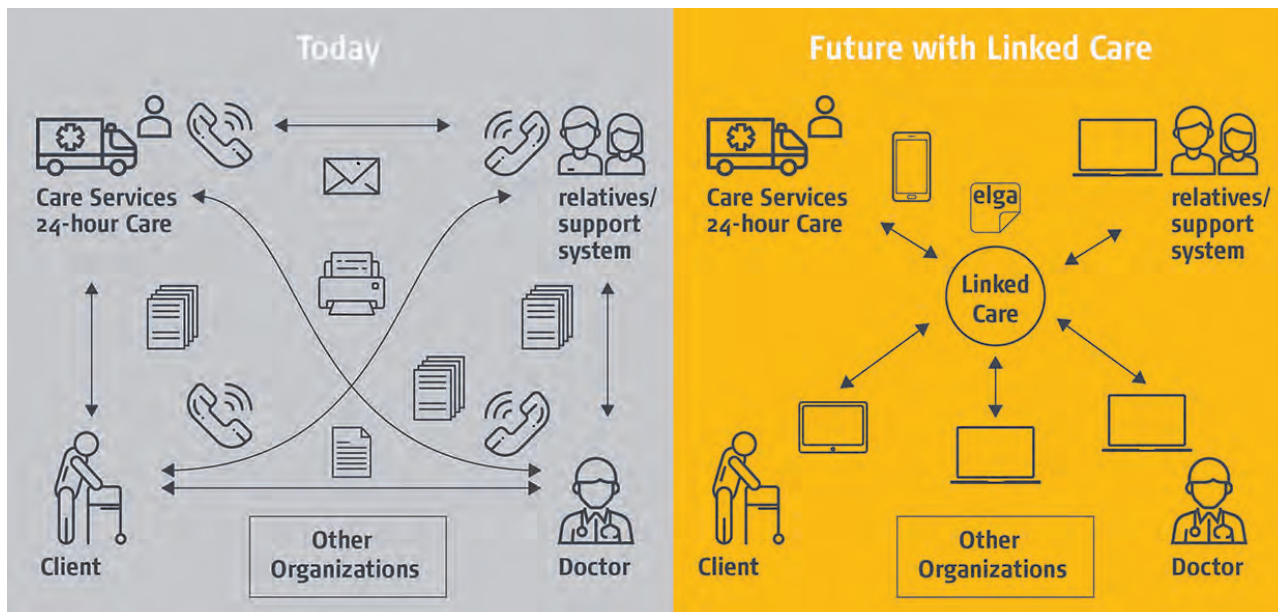 Today
Care Services
24-hour Care
relatives/
support
system
Client
Other
Organizations
Doctor
Future with Linked Care
Care Services
24-hour Care
elga
relatives/
support
system
Linked
Care
Client
Other
Organizations
Doctor